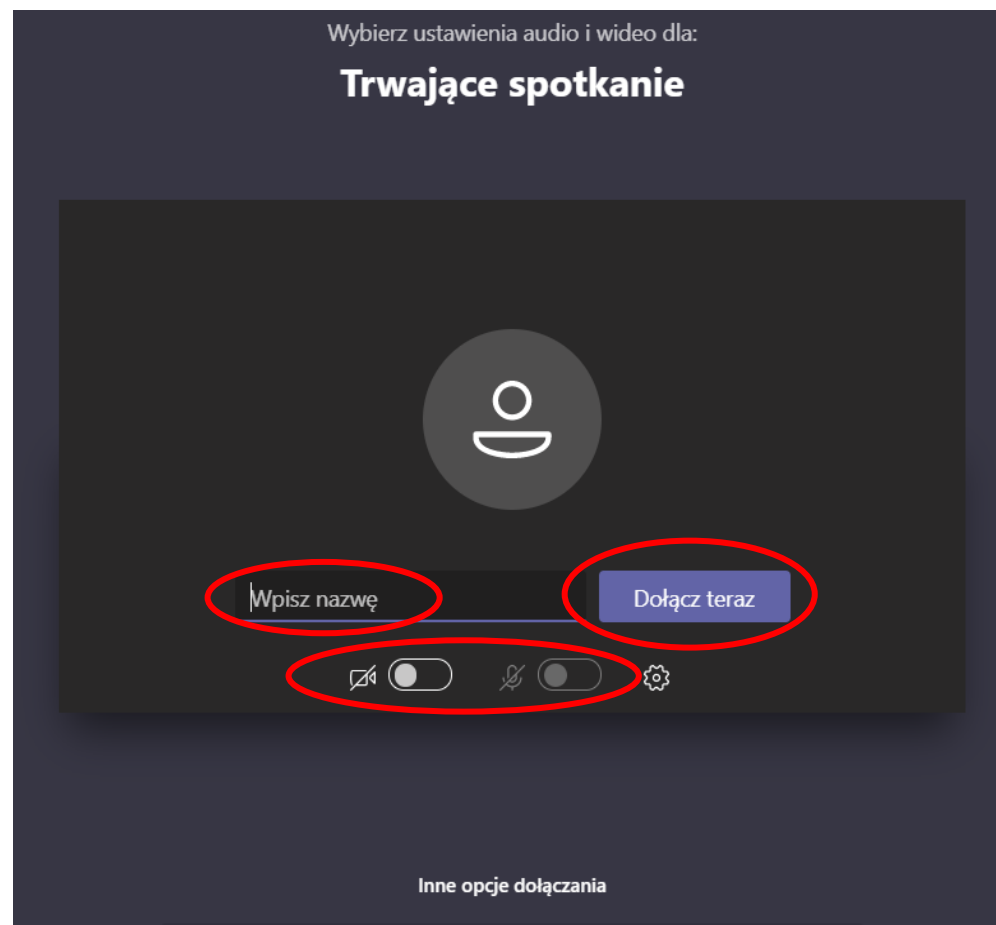 Wybierz ustawienia audio i wideo dla:
Trwające spotkanie
Wpisz nazwę
Dołącz teraz
Inne opcje dołączania